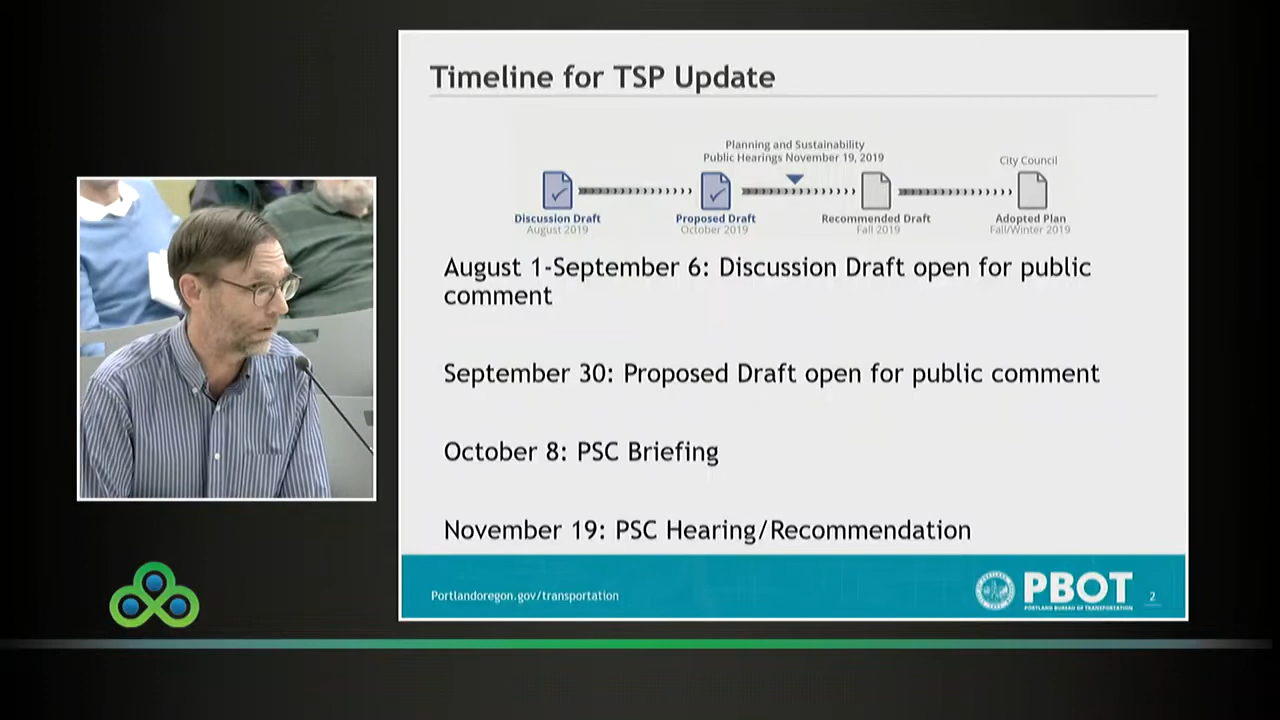 Timeline for TSP Update
Planning and Sustainability
Public Hearings November 19, 2019
City Council
Discussion Draft
August 2019
Proposed Draft
October 2019
Recommended Draft
Fall 2019
Adopted Plan
Fall/Winter 2019
August 1-September 6: Discussion Draft open for public
comment
September 30: Proposed Draft open for public comment
October 8: PSC Briefing
November 19: PSC Hearing/Recommendation
Portlandoregon.gov/transportation
PBOT
PORTLAND BUREAU OF TRANSPORTATION
2